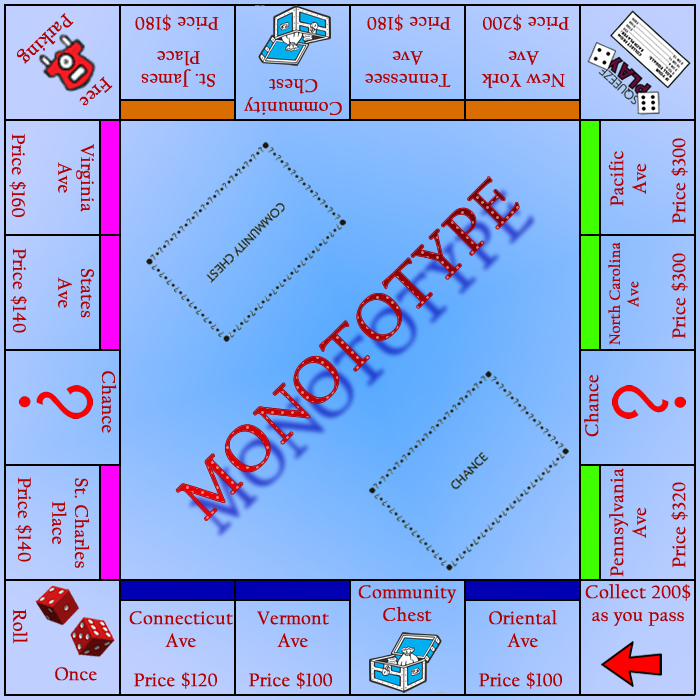 Free
Parking
St. James
Place
Price $180
Community
Chest
Tennessee
Ave
Price $180
New York
Ave
Price $200
SQUEEZE
PLAY
Virginia
Ave
Price $160
States
Ave
Price $140
Chance
?
St. Charles
Place
Price $140
COMMUNITY CHEST
MONOTOTYPE
CHANCE
Pacific
Ave
Price $300
North Carolina
Ave
Price $300
Chance
?
Pennsylvania
Ave
Price $320
Roll
Once
Connecticut
Ave
Price $120
Vermont
Ave
Price $100
Community
Chest
Oriental
Ave
Price $100
Collect 200$
as you pass